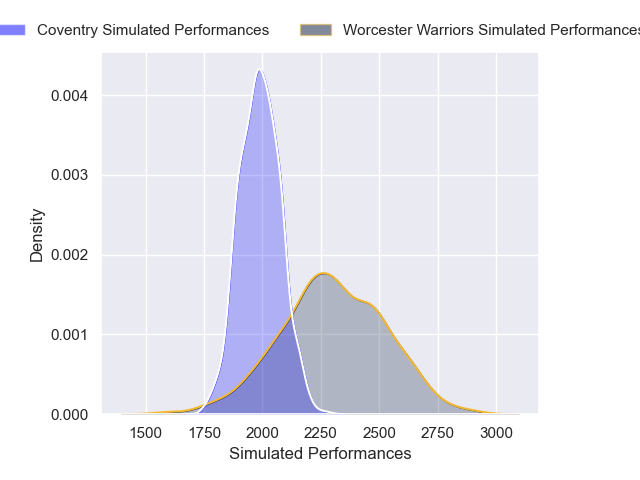 Coventry Simulated Performances Worcester Warriors Simulated Performances
0.004
0.003
0.002
0.001
0.000
Density
1500 1750 2000 2250 2500 2750 3000
Simulated Performances